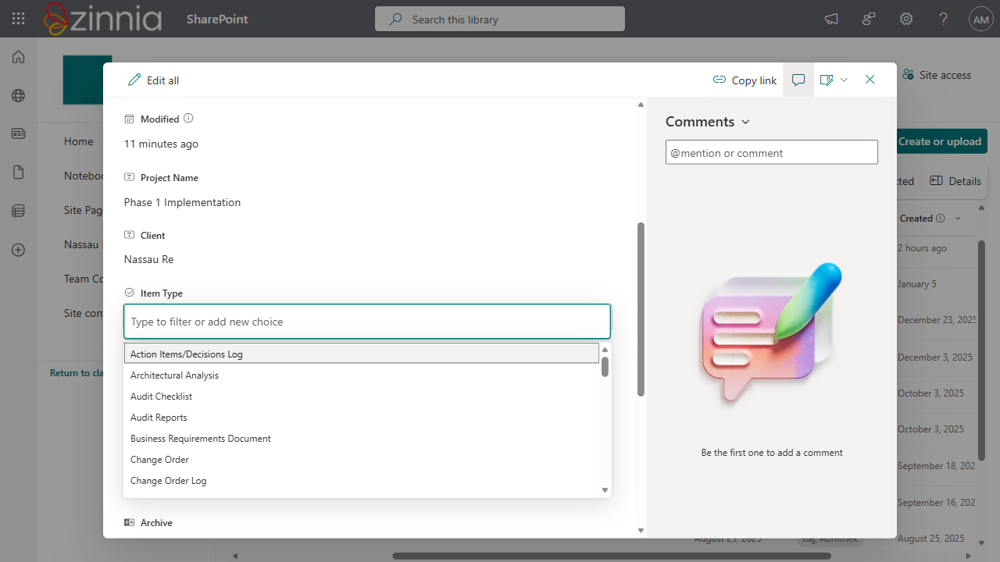 zinnia SharePoint Search this library AM
Site access
Edit all Copy link
Home
Notebook
Site Pag
Nassau
Team Co
Site con
Return to cla
Modified
11 minutes ago
Project Name
Phase 1 Implementation
Client
Nassau Re
Item Type
Type to filter or add new choice
Action Items/Decisions Log
Architectural Analysis
Audit Checklist
Audit Reports
Business Requirements Document
Change Order
Change Order Log
Archive
Comments
@mention or comment
Be the first one to add a comment
Create or upload
cted Details
Created
2 hours ago
January 5
December 23, 2025
December 3, 2025
October 3, 2025
October 3, 2025
September 18, 202
September 16, 202
August 25, 2025 Raj, Abhishek August 25, 2025